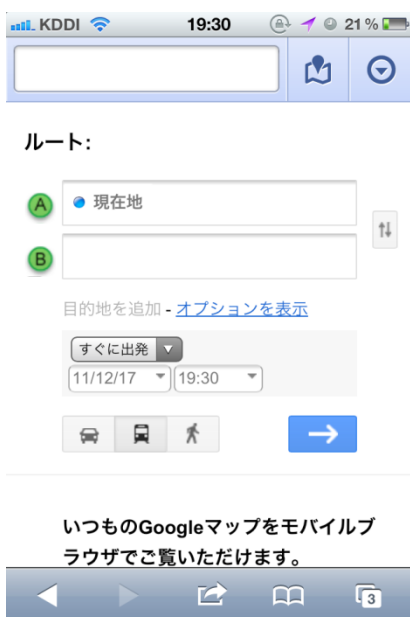 KDDI 19:30 21%
ルート:
A 現在地
B
目的地を追加 - オプションを表示
すぐに出発
11/12/17 19:30
いつものGoogleマップをモバイルブ
ラウザでご覧いただけます。
3